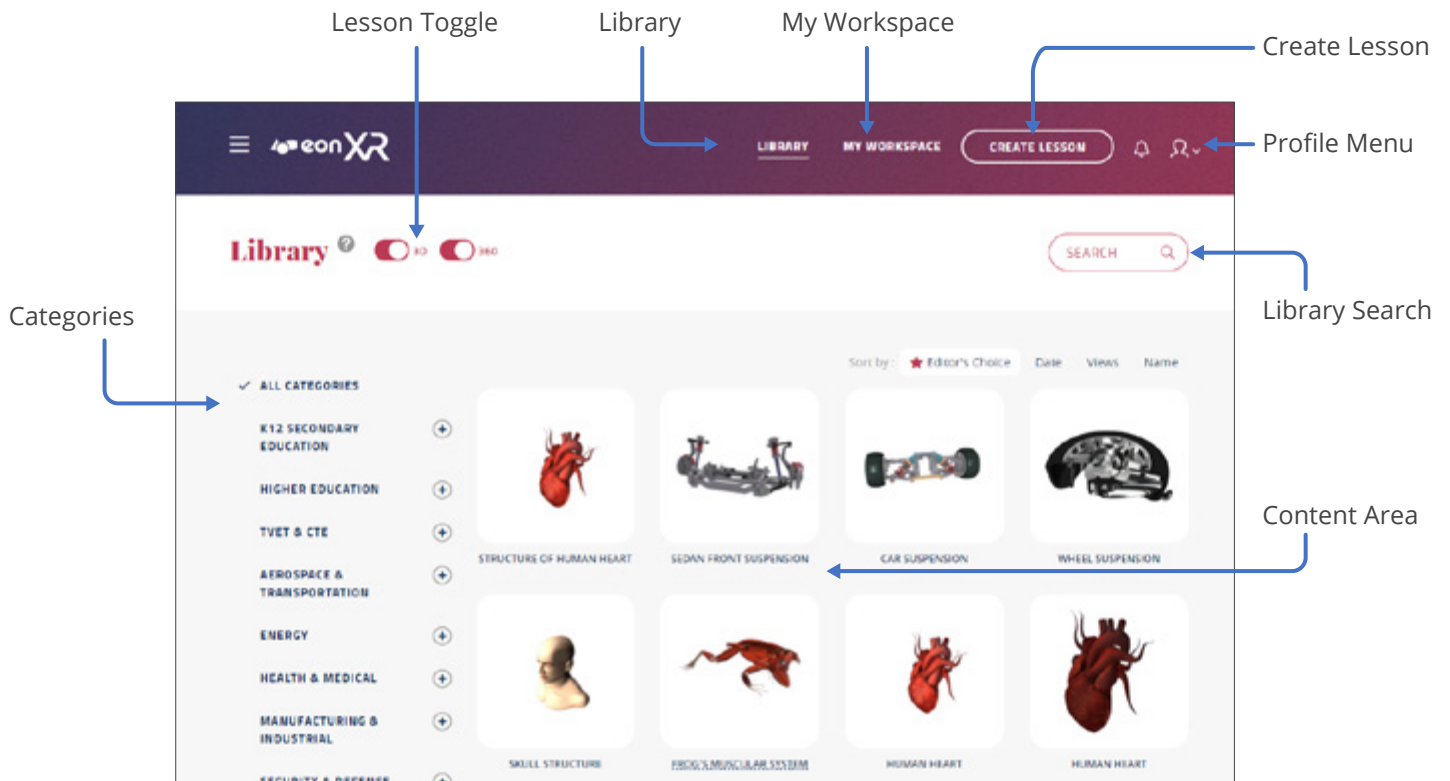 Lesson Toggle
Library
My Workspace
Create Lesson
eonXR
LIBRARY
MY WORKSPACE
CREATE LESSON
Profile Menu
Library
?
3D
360
SEARCH
Library Search
Categories
Sort by :
Editor's Choice
Date
Views
Name
ALL CATEGORIES
K12 SECONDARY
EDUCATION
HIGHER EDUCATION
TVET & CTE
AEROSPACE &
TRANSPORTATION
ENERGY
HEALTH & MEDICAL
MANUFACTURING &
INDUSTRIAL
SECURITY & DEFENSE
Content Area
STRUCTURE OF HUMAN HEART
SEDAN FRONT SUSPENSION
CAR SUSPENSION
WHEEL SUSPENSION
SKULL STRUCTURE
FROG'S MUSCULAR SYSTEM
HUMAN HEART
HUMAN HEART